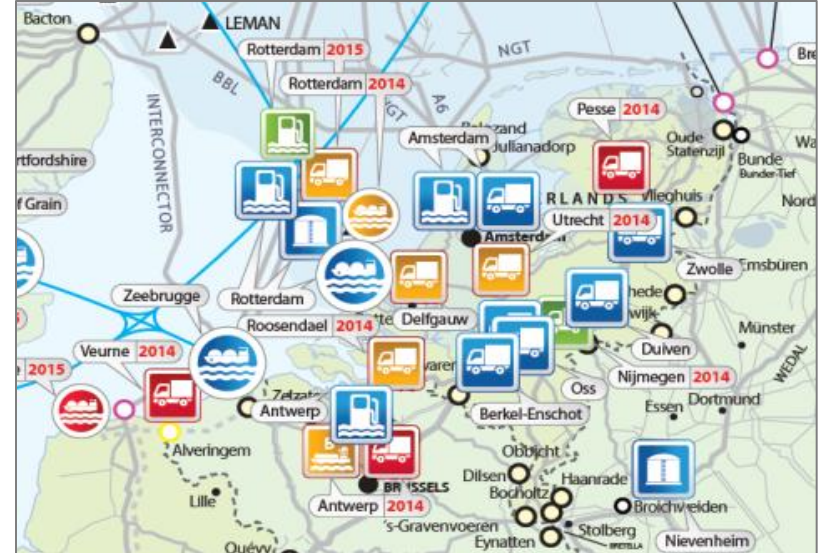 Bacton
LEMAN
Rotterdam 2015
NGT
BBL
Rotterdam 2014
A6
INTERCONNECTOR
Pesse 2014
Amsterdam
Julianadorp
Oude
Statenzijl
Bunde
Bunder-Tief
rtfordshire
f Grain
Nord
RLANDS
Vlieghuis
Utrecht 2014
Amsterdam
Zwolle
Emsbüren
Zeebrugge
Rotterdam
Delfgauw
Roosendael 2014
Münster
Veurne 2014
Duiven
WEDAL
2015
Nijmegen 2014
Oss
Zelzate
Antwerp
Berkel-Enschot
Essen
Dortmund
Alveringem
Obbicht
Dilsen
Haanrade
Bocholtz
BRUSSELS
Lille
Antwerp 2014
's-Gravenvoeren
Stolberg
Eynatten
Nievenheim
Quévy